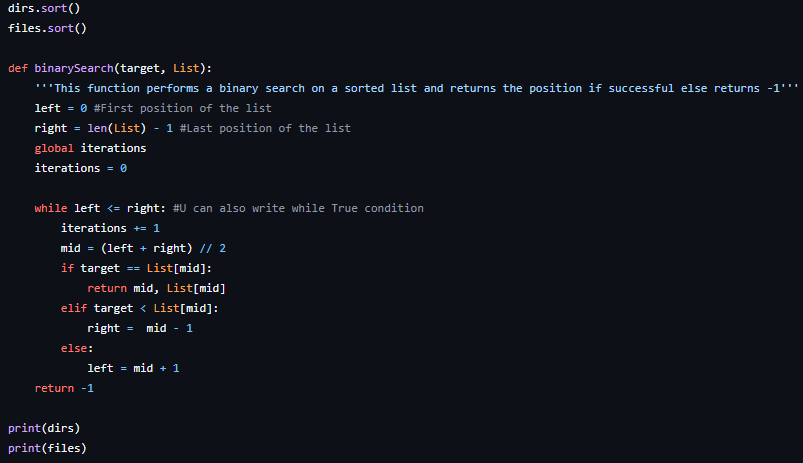 dirs.sort()
files.sort()

def binarySearch(target, List):
    '''This function performs a binary search on a sorted list and returns the position if successful else returns -1'''
    left = 0 #First position of the list
    right = len(List) - 1 #Last position of the list
    global iterations
    iterations = 0

    while left <= right: #U can also write while True condition
        iterations += 1
        mid = (left + right) // 2
        if target == List[mid]:
            return mid, List[mid]
        elif target < List[mid]:
            right =  mid - 1
        else:
            left = mid + 1
    return -1

print(dirs)
print(files)